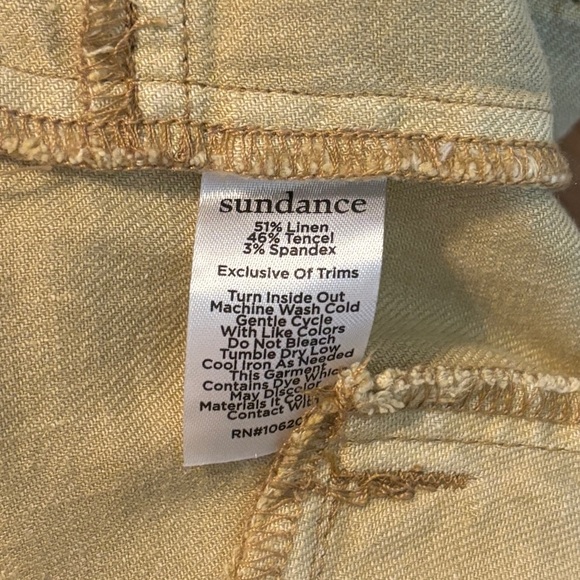 sundance
51% Linen
46% Tencel
3% Spandex
Exclusive Of Trims
Turn Inside Out
Machine Wash Cold
Gentle Cycle
With Like Colors
Do Not Bleach
Tumble Dry Low
Cool Iron As Needed
This Garment
Contains Dye Which
May
Materials It
Contact